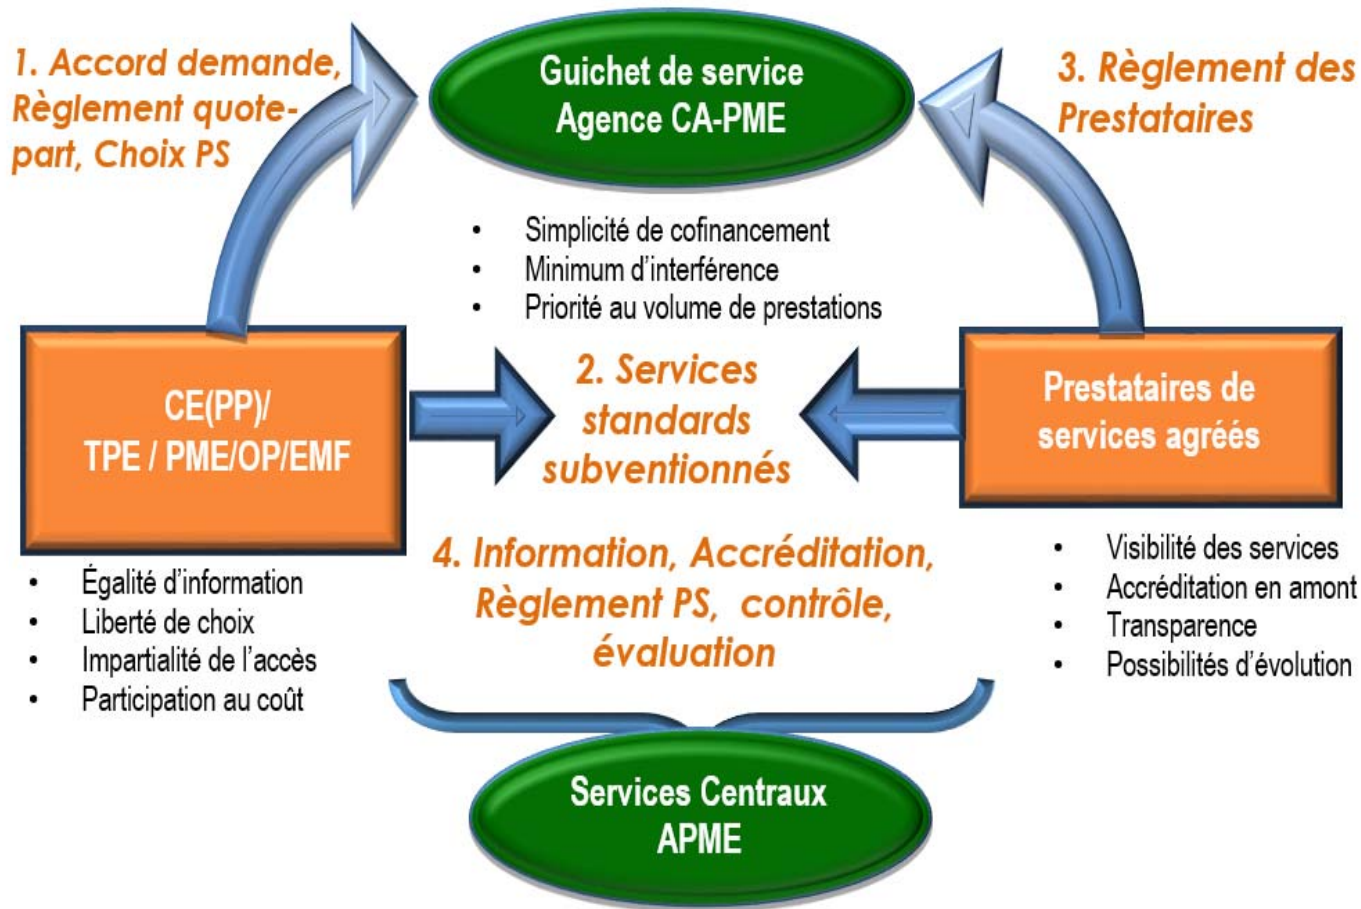 1. Accord demande,
Règlement quote-
part, Choix PS
Guichet de service
Agence CA-PME
3. Règlement des
Prestataires
• Simplicité de cofinancement
• Minimum d’interférence
• Priorité au volume de prestations
CE(PP)/
TPE / PME/OP/EMF
2. Services
standards
subventionnés
Prestataires de
services agréés
• Égalité d’information
• Liberté de choix
• Impartialité de l’accès
• Participation au coût
4. Information, Accréditation,
Règlement PS, contrôle,
évaluation
• Visibilité des services
• Accréditation en amont
• Transparence
• Possibilités d’évolution
Services Centraux
APME